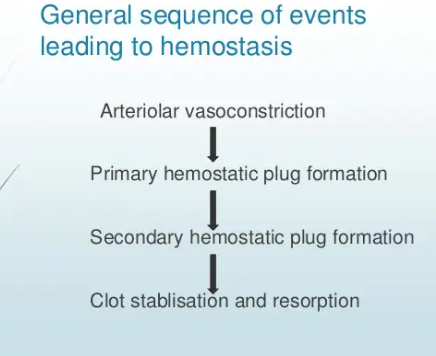 General sequence of events
leading to hemostasis
Arteriolar vasoconstriction
Primary hemostatic plug formation
Secondary hemostatic plug formation
Clot stablisation and resorption